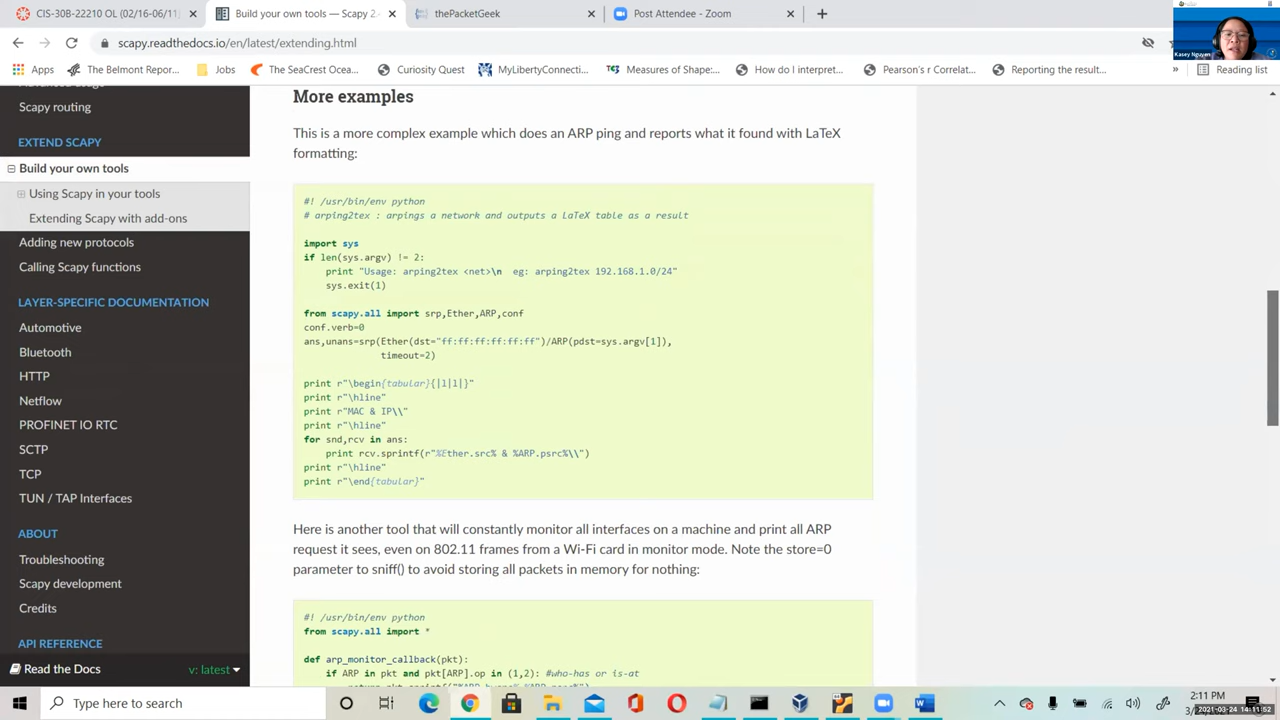 CIS-30B-22210 OL (02/16-06/11)
Build your own tools — Scapy 2.
thePacketGeek
Post Attendee - Zoom
scapy.readthedocs.io/en/latest/extending.html
Kasey Nguyen
Apps
The Belmont Repor...
Jobs
The SeaCrest Ocea...
Curiosity Quest
MyLibertyConnecti...
Measures of Shape:...
How do i interpret...
Pearson's r Correlat...
Reporting the result...
»
Reading list
Scapy routing
EXTEND SCAPY
Build your own tools
Using Scapy in your tools
Extending Scapy with add-ons
Adding new protocols
Calling Scapy functions
LAYER-SPECIFIC DOCUMENTATION
Automotive
Bluetooth
HTTP
Netflow
PROFINET IO RTC
SCTP
TCP
TUN / TAP Interfaces
ABOUT
Troubleshooting
Scapy development
Credits
API REFERENCE
Read the Docs
v: latest
More examples
This is a more complex example which does an ARP ping and reports what it found with LaTeX
formatting:
#! /usr/bin/env python
# arping2tex : arpings a network and outputs a LaTeX table as a result
import sys
if len(sys.argv) != 2:
    print "Usage: arping2tex <net>\n  eg: arping2tex 192.168.1.0/24"
    sys.exit(1)
from scapy.all import srp,Ether,ARP,conf
conf.verb=0
ans,unans=srp(Ether(dst="ff:ff:ff:ff:ff:ff")/ARP(pdst=sys.argv[1]),
              timeout=2)
print r"\begin{tabular}{|l|l|}"
print r"\hline"
print r"MAC & IP\\"
print r"\hline"
for snd,rcv in ans:
    print rcv.sprintf(r"%Ether.src% & %ARP.psrc%\\")
print r"\hline"
print r"\end{tabular}"
Here is another tool that will constantly monitor all interfaces on a machine and print all ARP
request it sees, even on 802.11 frames from a Wi-Fi card in monitor mode. Note the store=0
parameter to sniff() to avoid storing all packets in memory for nothing:
#! /usr/bin/env python
from scapy.all import *
def arp_monitor_callback(pkt):
    if ARP in pkt and pkt[ARP].op in (1,2): #who-has or is-at
Type here to search
2:11 PM
2021-03-24 14:11:52